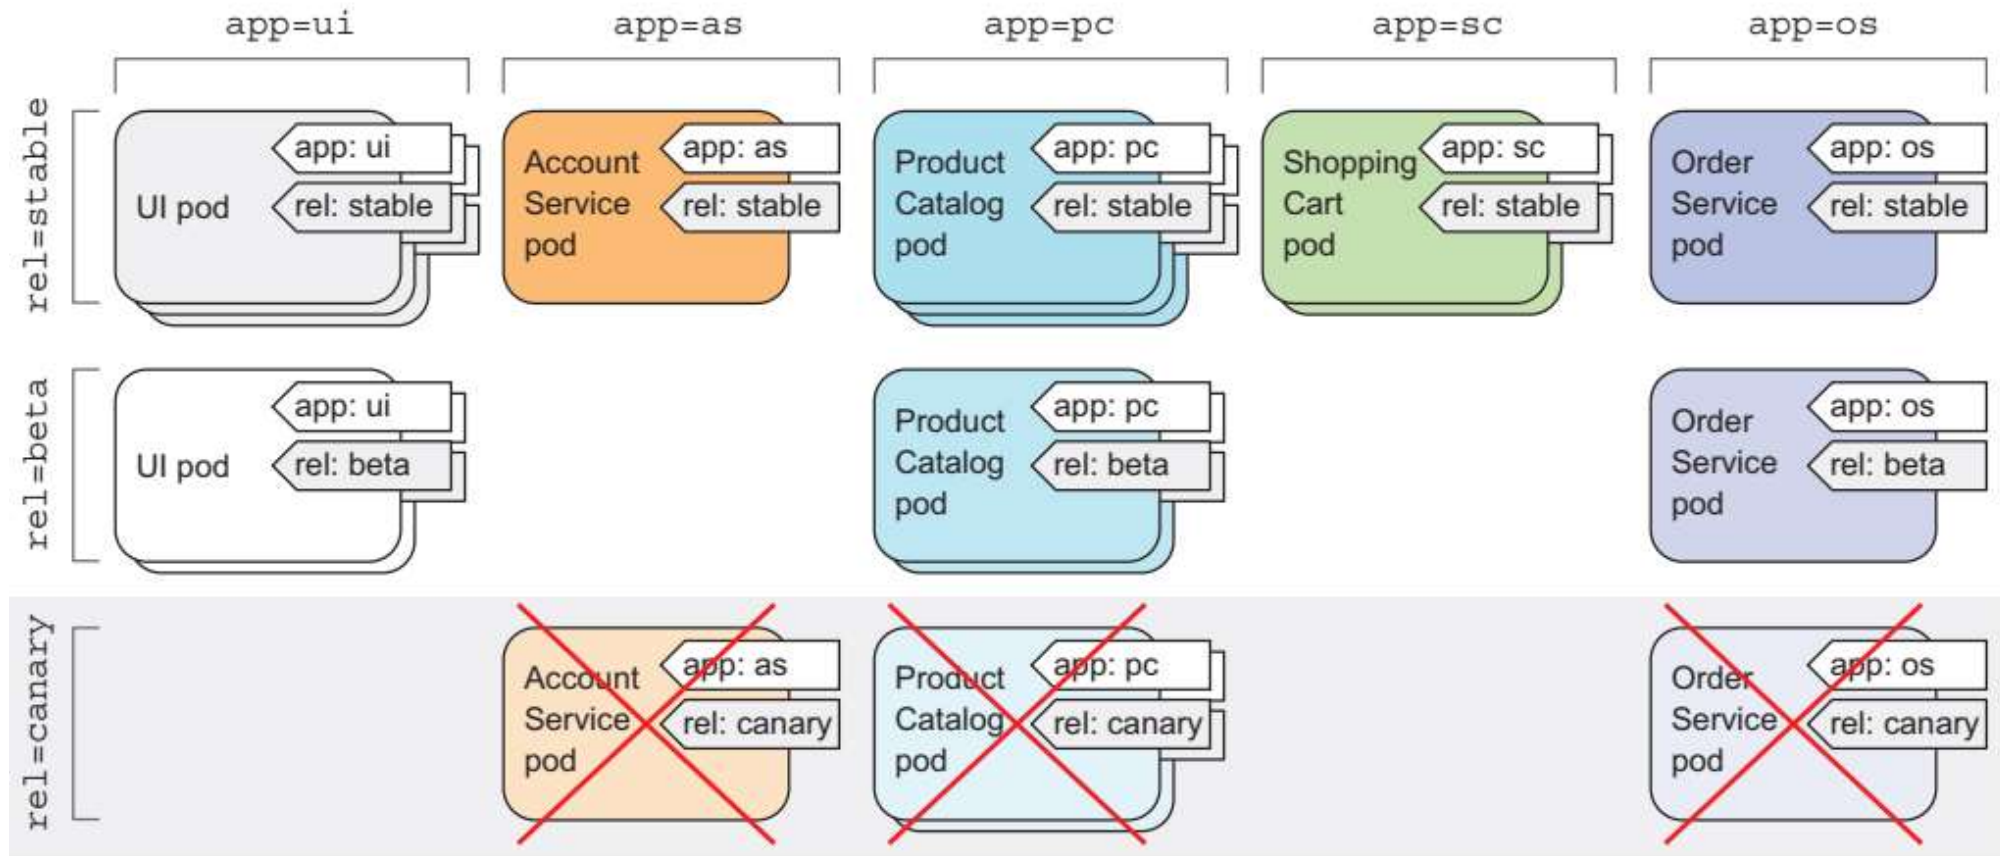 app=ui
app=as
app=pc
app=sc
app=os
rel=stable
UI pod
app: ui
rel: stable
Account
Service
pod
app: as
rel: stable
Product
Catalog
pod
app: pc
rel: stable
Shopping
Cart
pod
app: sc
rel: stable
Order
Service
pod
app: os
rel: stable
rel=beta
UI pod
app: ui
rel: beta
Product
Catalog
pod
app: pc
rel: beta
Order
Service
pod
app: os
rel: beta
rel=canary
Account
Service
pod
app: as
rel: canary
Product
Catalog
pod
app: pc
rel: canary
Order
Service
pod
app: os
rel: canary